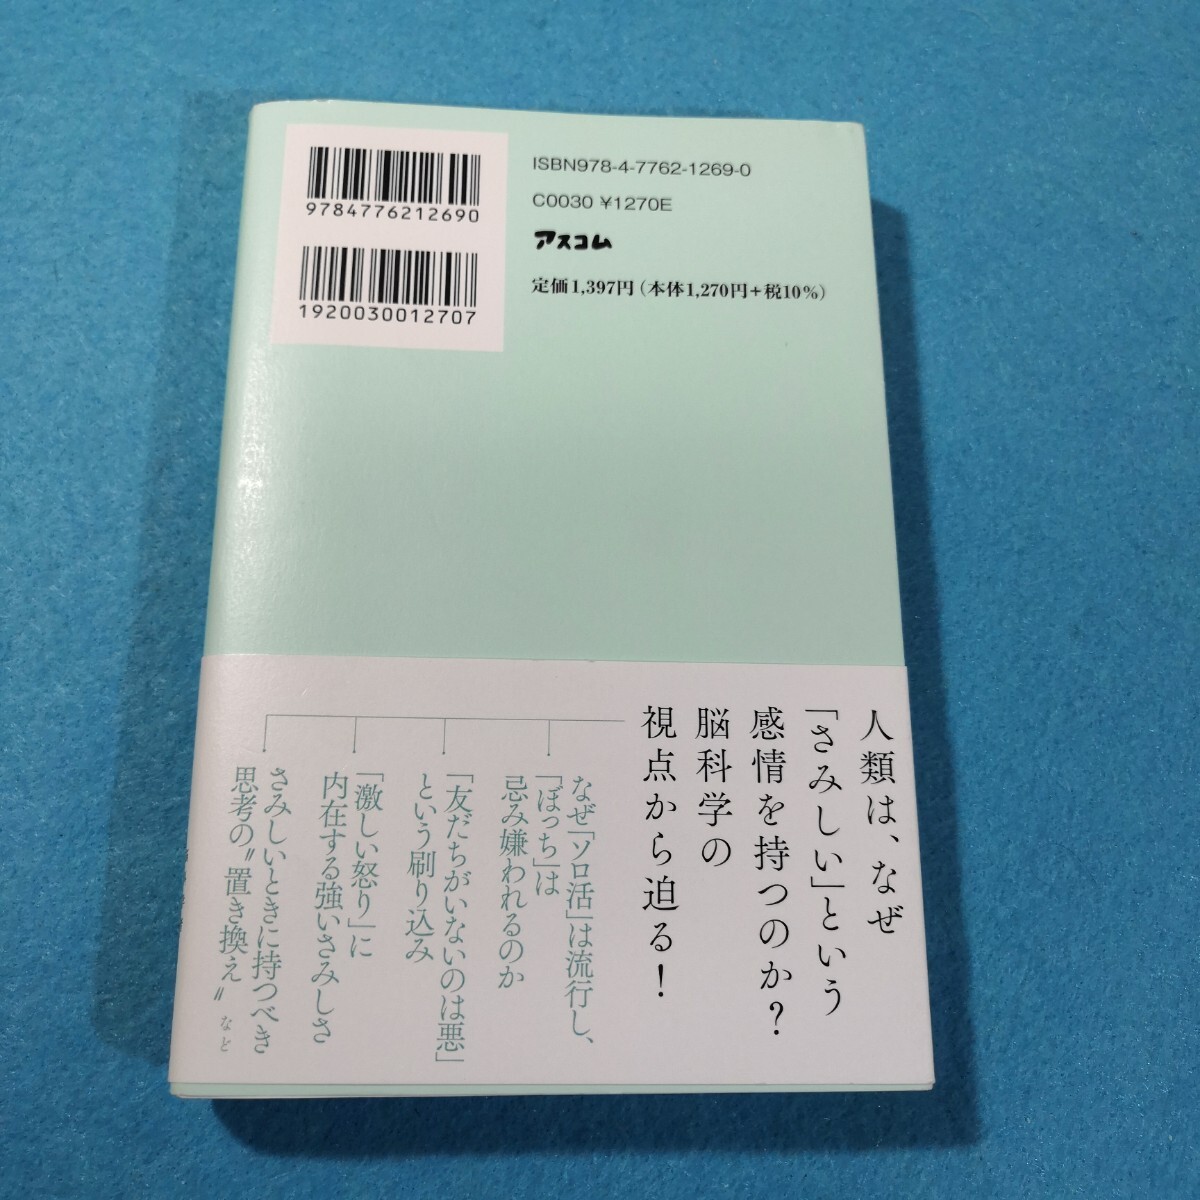 9784776212690
1920030012707
ISBN978-4-7762-1269-0
C0030 ¥1270E
アスコム
定価1,397円(本体1,270円+税10%)
人類は、なぜ
「さみしい」という
感情を持つのか?
脳科学の
視点から迫る!
なぜ「ソロ活」は流行し、
「ぼっち」は
忌み嫌われるのか
「友だちがいないのは悪」
という刷り込み
「激しい怒り」に
内在する強いさみしさ
さみしいときに持つべき
思考の〝置き換え〟など